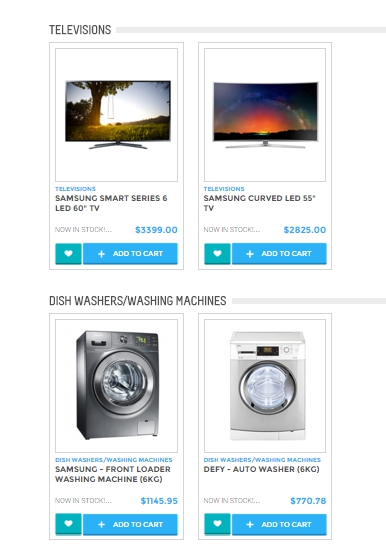 TELEVISIONS
TELEVISIONS
SAMSUNG SMART SERIES 6
LED 60" TV
NOW IN STOCK!... $3399.00
ADD TO CART
TELEVISIONS
SAMSUNG CURVED LED 55"
TV
NOW IN STOCK!... $2825.00
ADD TO CART
DISH WASHERS/WASHING MACHINES
DISH WASHERS/WASHING MACHINES
SAMSUNG - FRONT LOADER
WASHING MACHINE (6KG)
NOW IN STOCK!... $1145.95
ADD TO CART
DISH WASHERS/WASHING MACHINES
DEFY - AUTO WASHER (6KG)
NOW IN STOCK!... $770.78
ADD TO CART